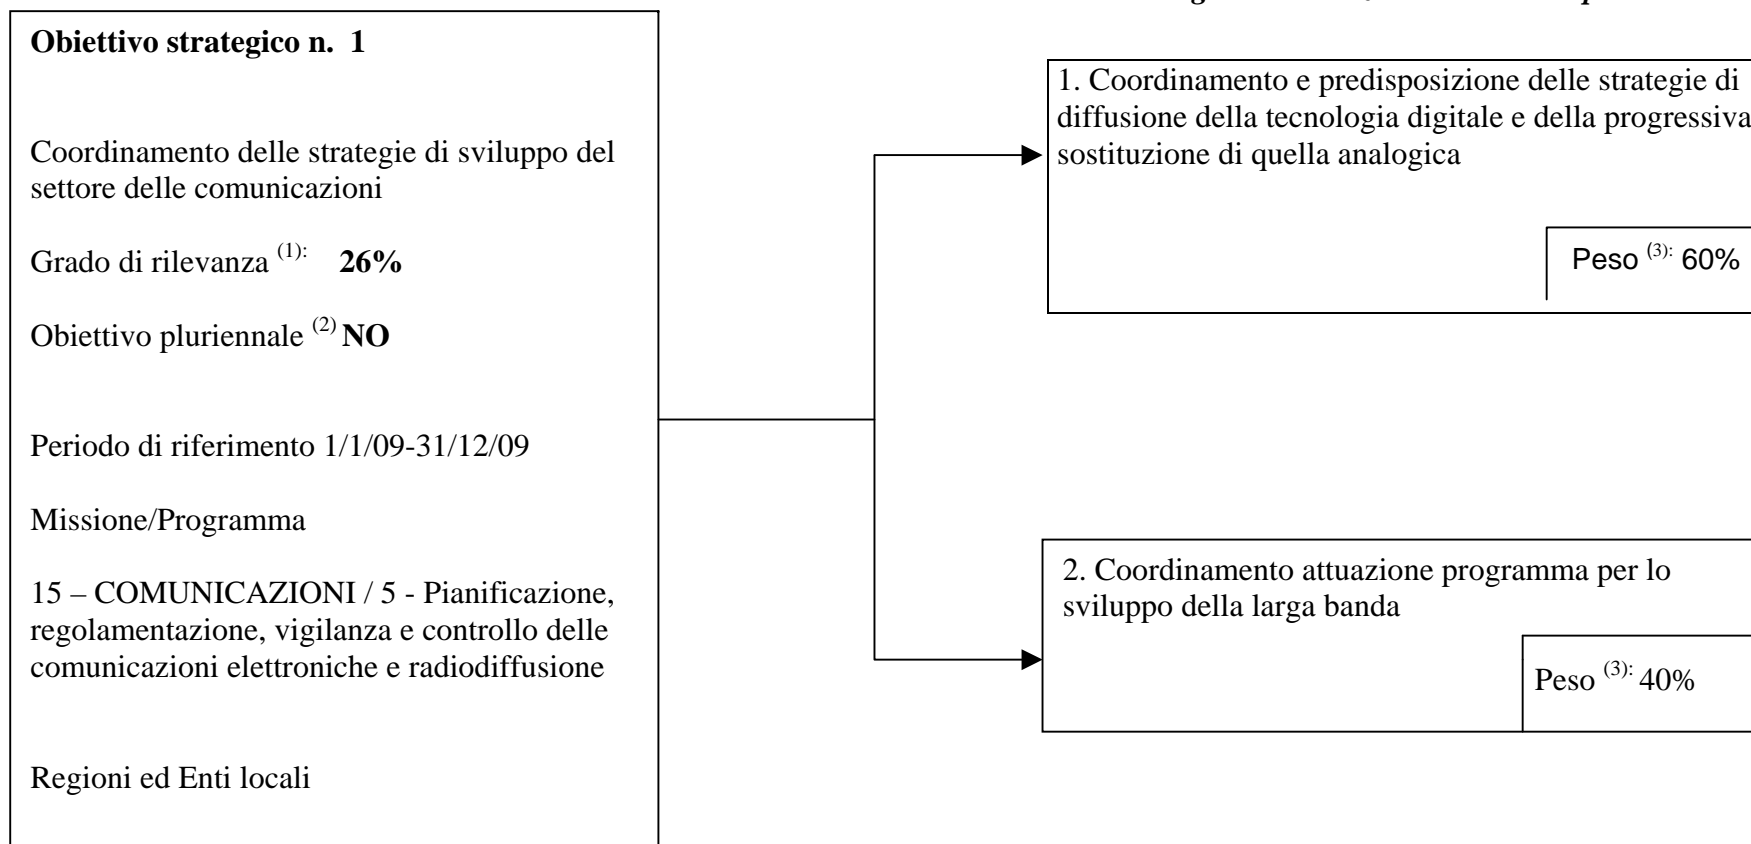 Obiettivo strategico n. 1
Coordinamento delle strategie di sviluppo del
settore delle comunicazioni
Grado di rilevanza (1): 26%
Obiettivo pluriennale (2) NO
Periodo di riferimento 1/1/09-31/12/09
Missione/Programma
15 – COMUNICAZIONI / 5 - Pianificazione,
regolamentazione, vigilanza e controllo delle
comunicazioni elettroniche e radiodiffusione
Regioni ed Enti locali
1. Coordinamento e predisposizione delle strategie di
diffusione della tecnologia digitale e della progressiva
sostituzione di quella analogica
Peso (3): 60%
2. Coordinamento attuazione programma per lo
sviluppo della larga banda
Peso (3): 40%